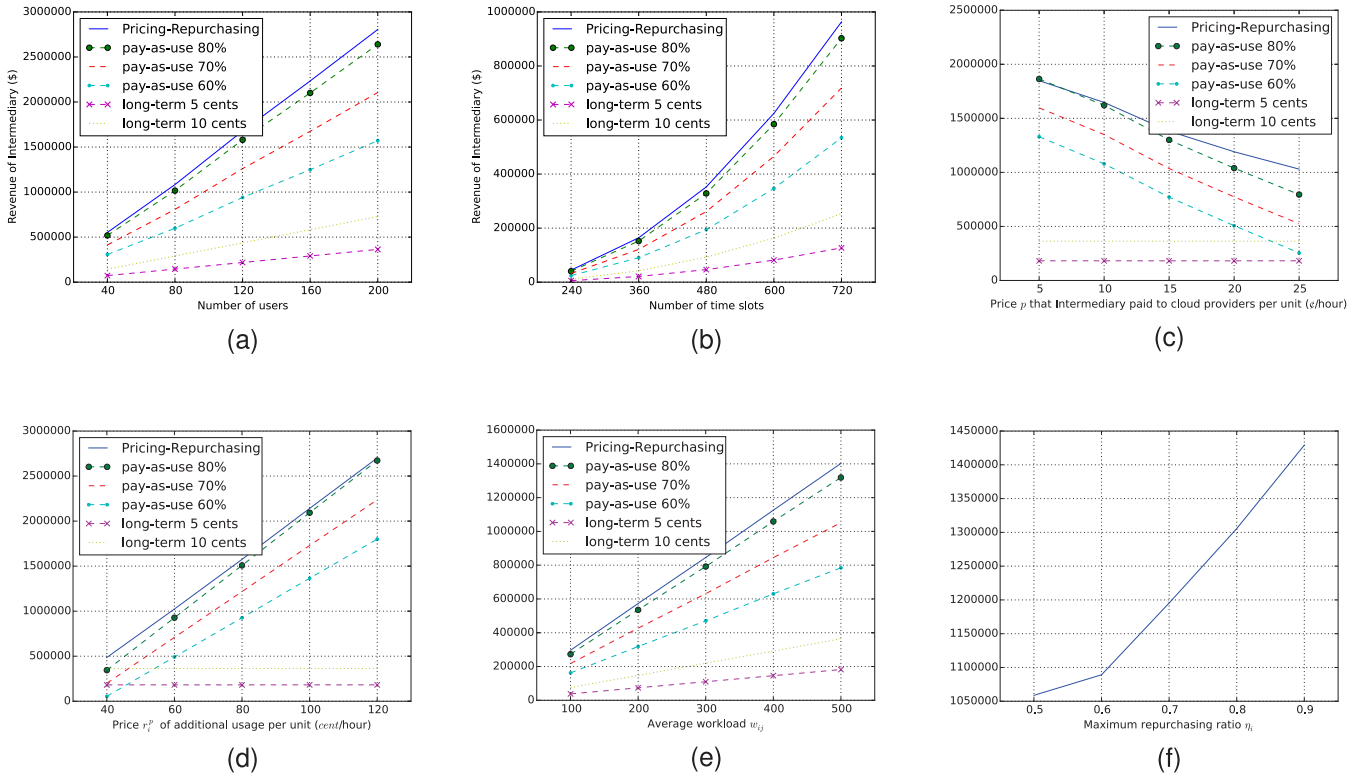 3000000
2500000
2000000
1500000
1000000
500000
0
Revenue of Intermediary ($)
Pricing-Repurchasing
pay-as-use 80%
pay-as-use 70%
pay-as-use 60%
long-term 5 cents
long-term 10 cents
40 80 120 160 200
Number of users
(a)
1000000
800000
600000
400000
200000
0
Revenue of Intermediary ($)
Pricing-Repurchasing
pay-as-use 80%
pay-as-use 70%
pay-as-use 60%
long-term 5 cents
long-term 10 cents
240 360 480 600 720
Number of time slots
(b)
2500000
2000000
1500000
1000000
500000
0
Pricing-Repurchasing
pay-as-use 80%
pay-as-use 70%
pay-as-use 60%
long-term 5 cents
long-term 10 cents
5 10 15 20 25
Price p that Intermediary paid to cloud providers per unit (¢/hour)
(c)
3000000
2500000
2000000
1500000
1000000
500000
0
Pricing-Repurchasing
pay-as-use 80%
pay-as-use 70%
pay-as-use 60%
long-term 5 cents
long-term 10 cents
40 60 80 100 120
Price r_i^p of additional usage per unit (cent/hour)
(d)
1600000
1400000
1200000
1000000
800000
600000
400000
200000
0
Pricing-Repurchasing
pay-as-use 80%
pay-as-use 70%
pay-as-use 60%
long-term 5 cents
long-term 10 cents
100 200 300 400 500
Average workload w_{ij}
(e)
1450000
1400000
1350000
1300000
1250000
1200000
1150000
1100000
1050000
0.5 0.6 0.7 0.8 0.9
Maximum repurchasing ratio η_i
(f)